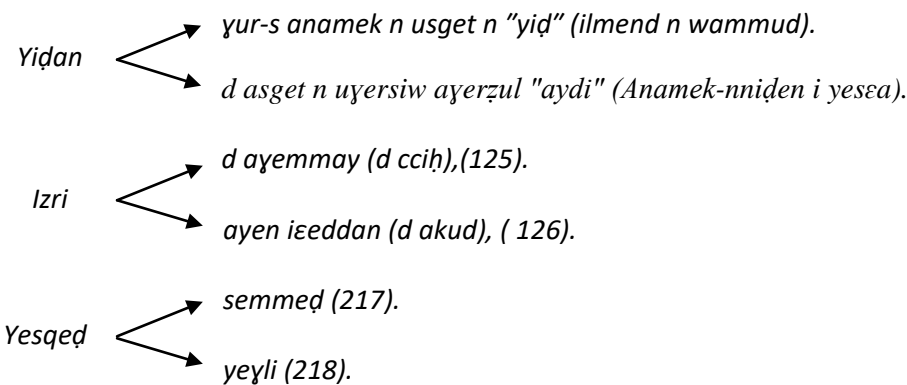 ɣur-s anamek n usget n "yiḍ" (ilmend n wammud).
Yiḍan
d asget n uɣersiw aɣerẓul "aydi" (Anamek-nniḍen i yesɛa).
d aɣemmay (d cciḥ),(125).
Izri
ayen iɛeddan (d akud), ( 126).
semmeḍ (217).
Yesqeḍ
yeɣli (218).